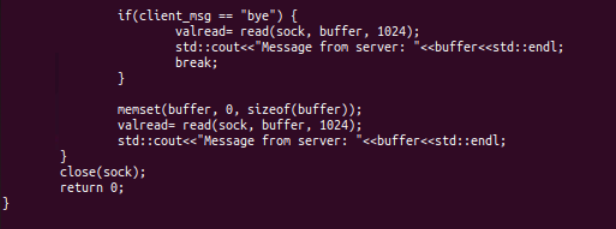 if(client_msg == "bye") {
valread= read(sock, buffer, 1024);
std::cout<<"Message from server: "<<buffer<<std::endl;
break;
}
memset(buffer, 0, sizeof(buffer));
valread= read(sock, buffer, 1024);
std::cout<<"Message from server: "<<buffer<<std::endl;
}
close(sock);
return 0;
}